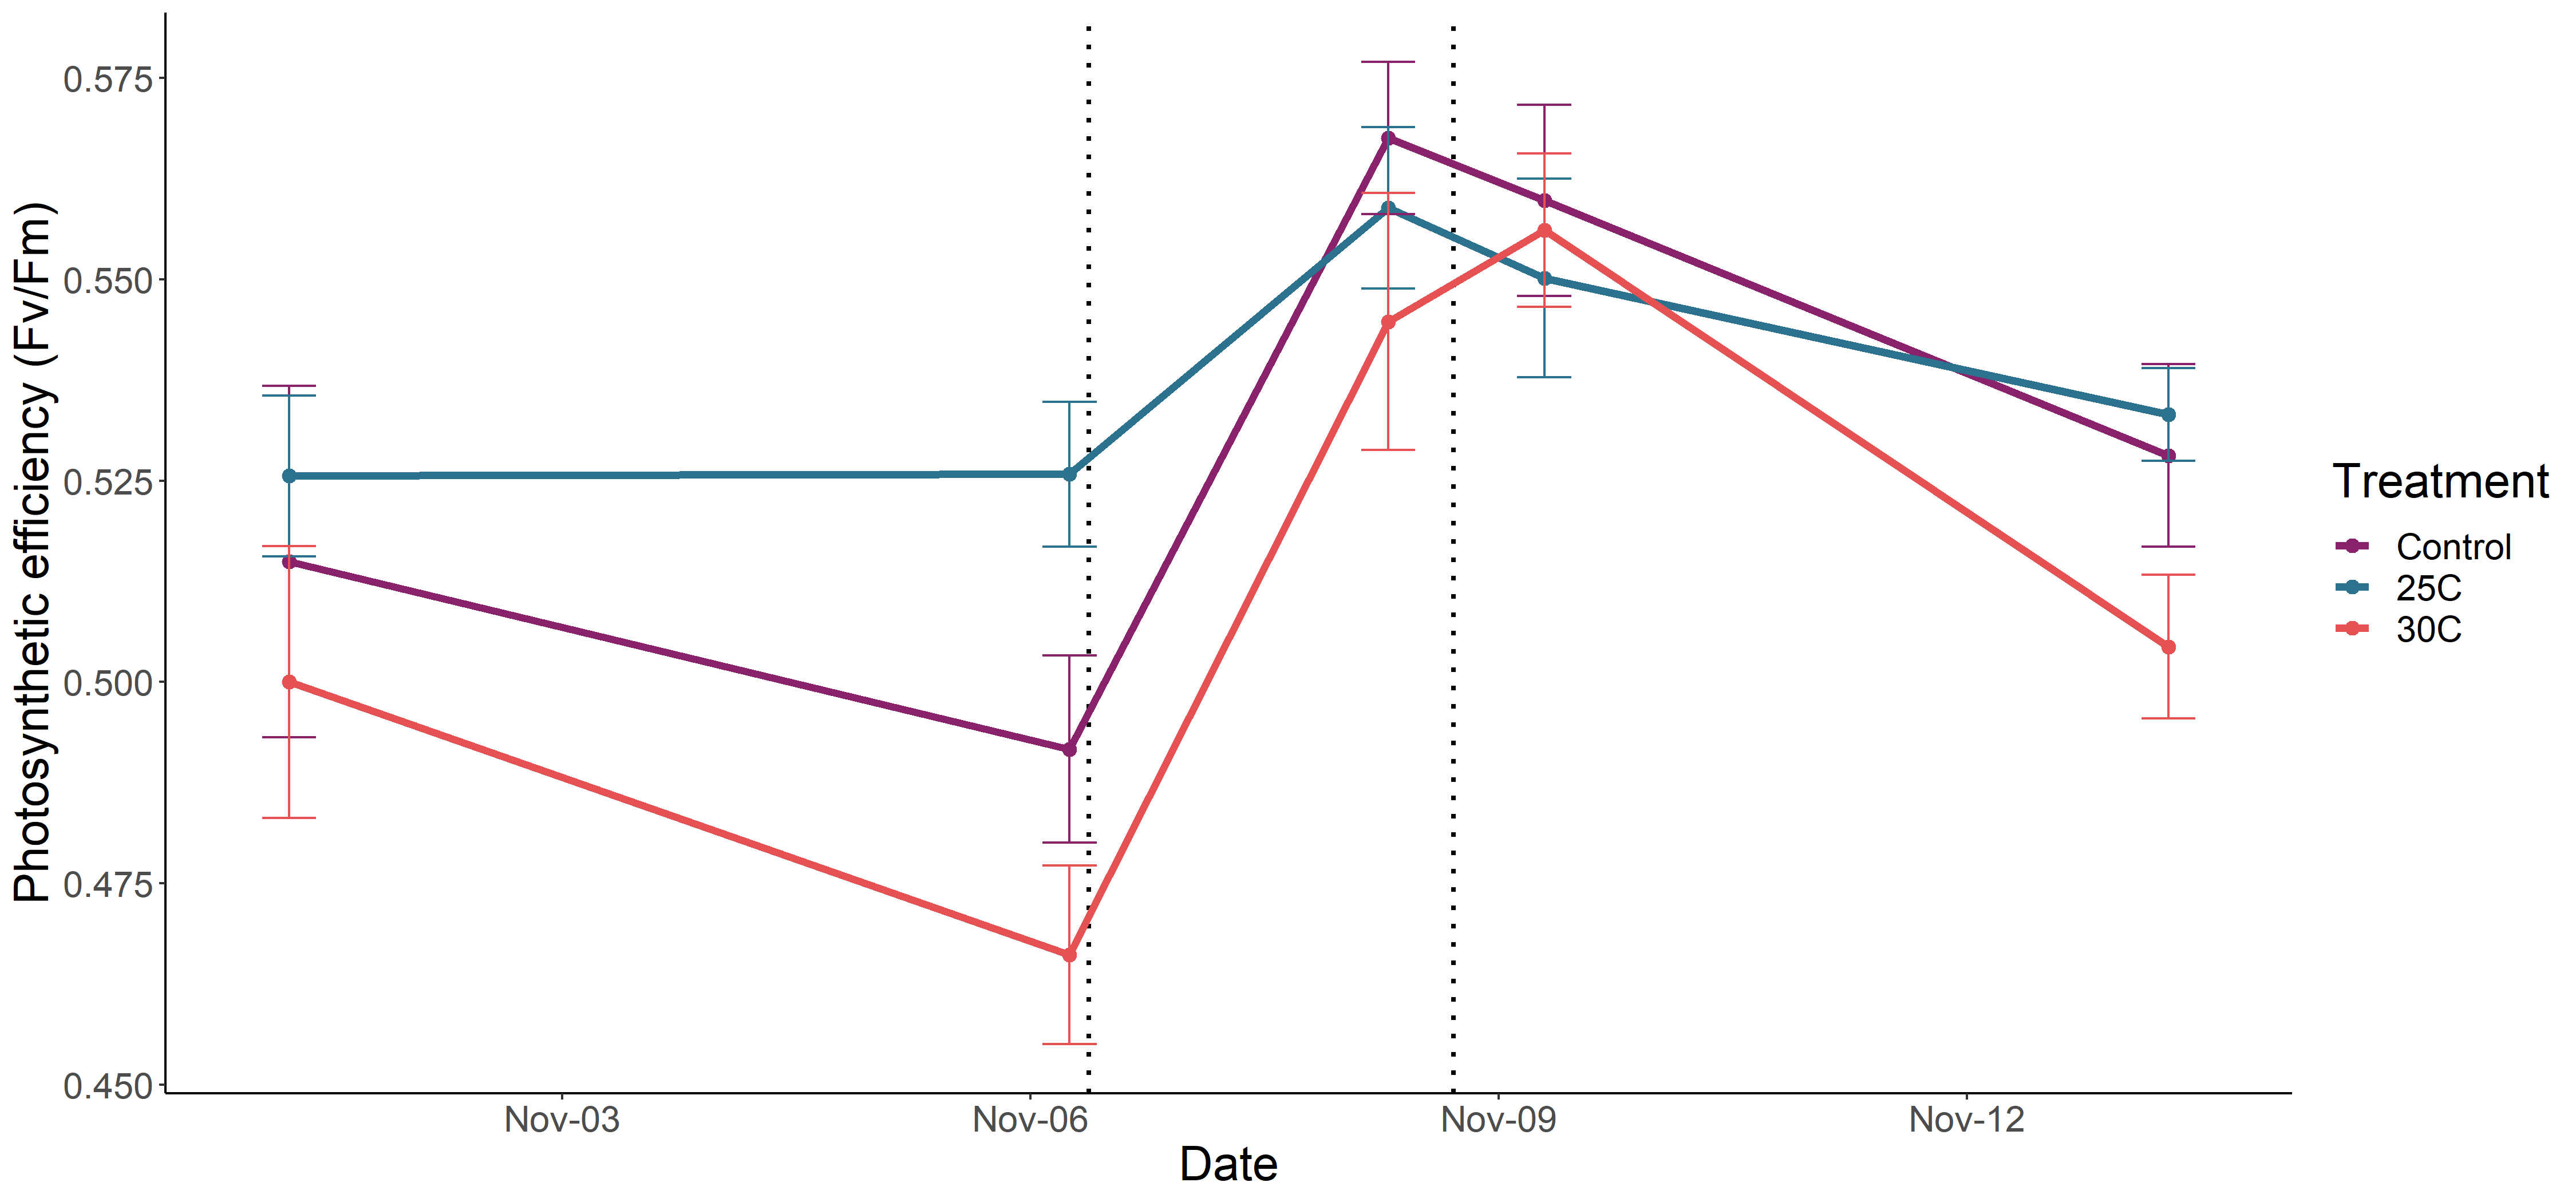 Photosynthetic efficiency (Fv/Fm)
0.575
0.550
0.525
0.500
0.475
0.450
Nov-03
Nov-06
Nov-09
Nov-12
Date
Treatment
Control
25C
30C